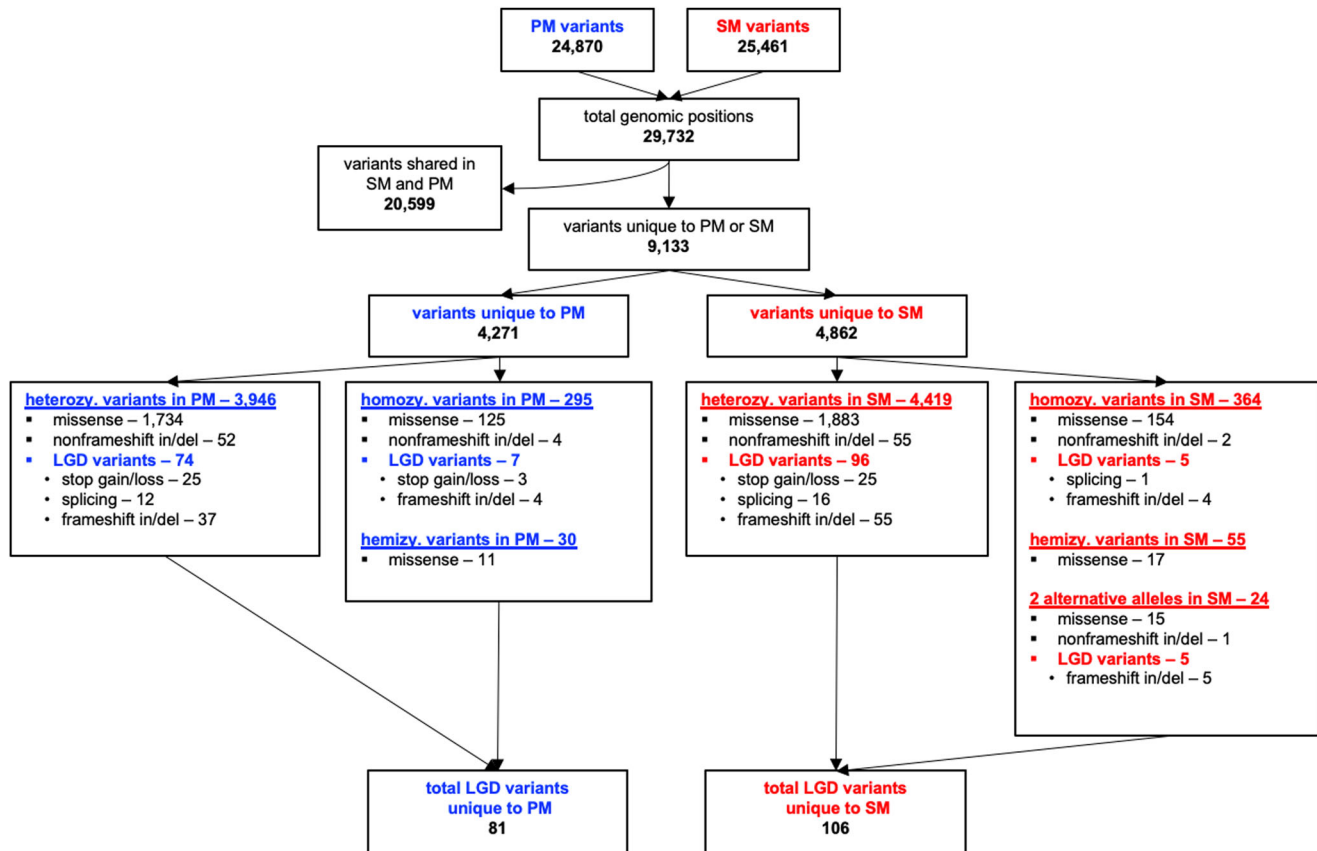 PM variants
24,870
SM variants
25,461
total genomic positions
29,732
variants shared in
SM and PM
20,599
variants unique to PM or SM
9,133
variants unique to PM
4,271
variants unique to SM
4,862
heterozy. variants in PM – 3,946
▪ missense – 1,734
▪ nonframeshift in/del – 52
▪ LGD variants – 74
• stop gain/loss – 25
• splicing – 12
• frameshift in/del – 37
homozy. variants in PM – 295
▪ missense – 125
▪ nonframeshift in/del – 4
▪ LGD variants – 7
• stop gain/loss – 3
• frameshift in/del – 4
hemizy. variants in PM – 30
▪ missense – 11
heterozy. variants in SM – 4,419
▪ missense – 1,883
▪ nonframeshift in/del – 55
▪ LGD variants – 96
• stop gain/loss – 25
• splicing – 16
• frameshift in/del – 55
homozy. variants in SM – 364
▪ missense – 154
▪ nonframeshift in/del – 2
▪ LGD variants – 5
• splicing – 1
• frameshift in/del – 4
hemizy. variants in SM – 55
▪ missense – 17
2 alternative alleles in SM – 24
▪ missense – 15
▪ nonframeshift in/del – 1
▪ LGD variants – 5
• frameshift in/del – 5
total LGD variants
unique to PM
81
total LGD variants
unique to SM
106